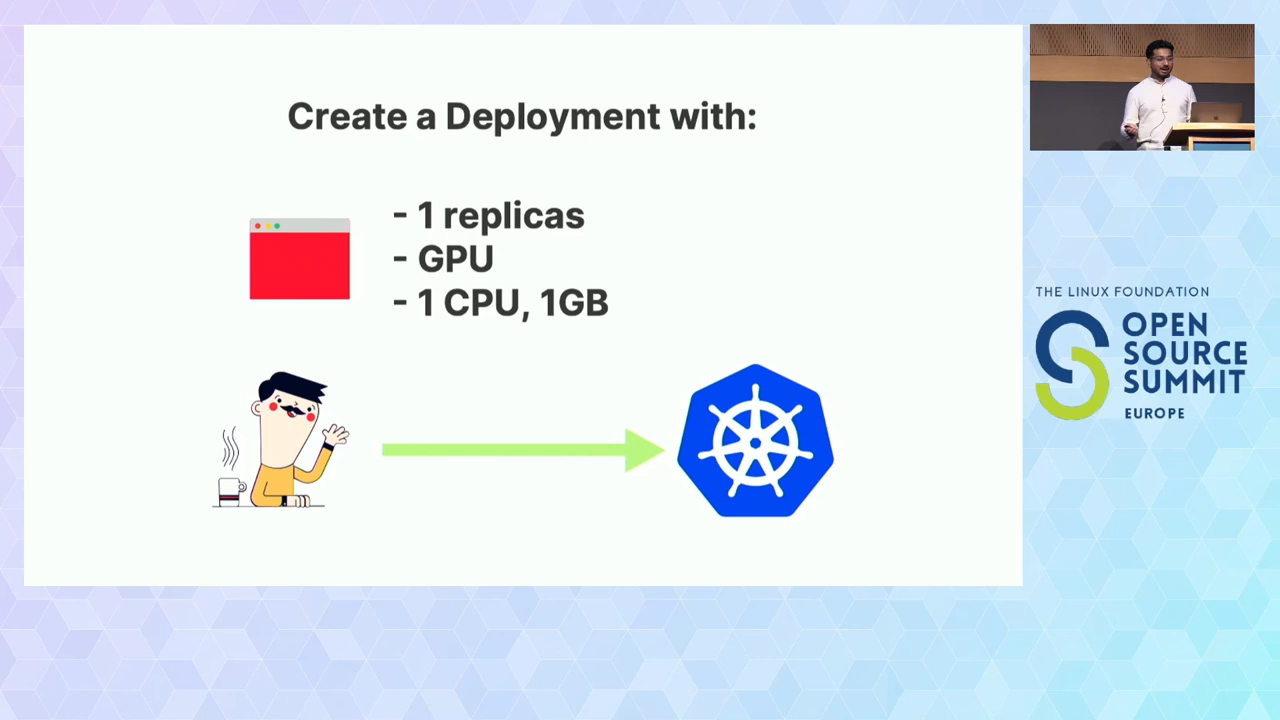 Create a Deployment with:
- 1 replicas
- GPU
- 1 CPU, 1GB
THE LINUX FOUNDATION
OPEN
SOURCE
SUMMIT
EUROPE